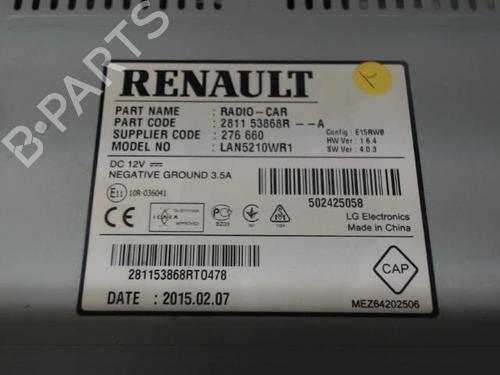 RENAULT
PART NAME : RADIO-CAR
PART CODE : 2811 53868R --A
SUPPLIER CODE : 276 660
MODEL NO : LAN5210WR1
Config : E15RWB
HW Ver : 1.6.4
SW Ver : 4.0.3
DC 12V
NEGATIVE GROUND 3.5A
E11 10R-036041
502425058
LG Electronics
Made in China
281153868RT0478
DATE : 2015.02.07
CAP
MEZ64202506
B-PARTS